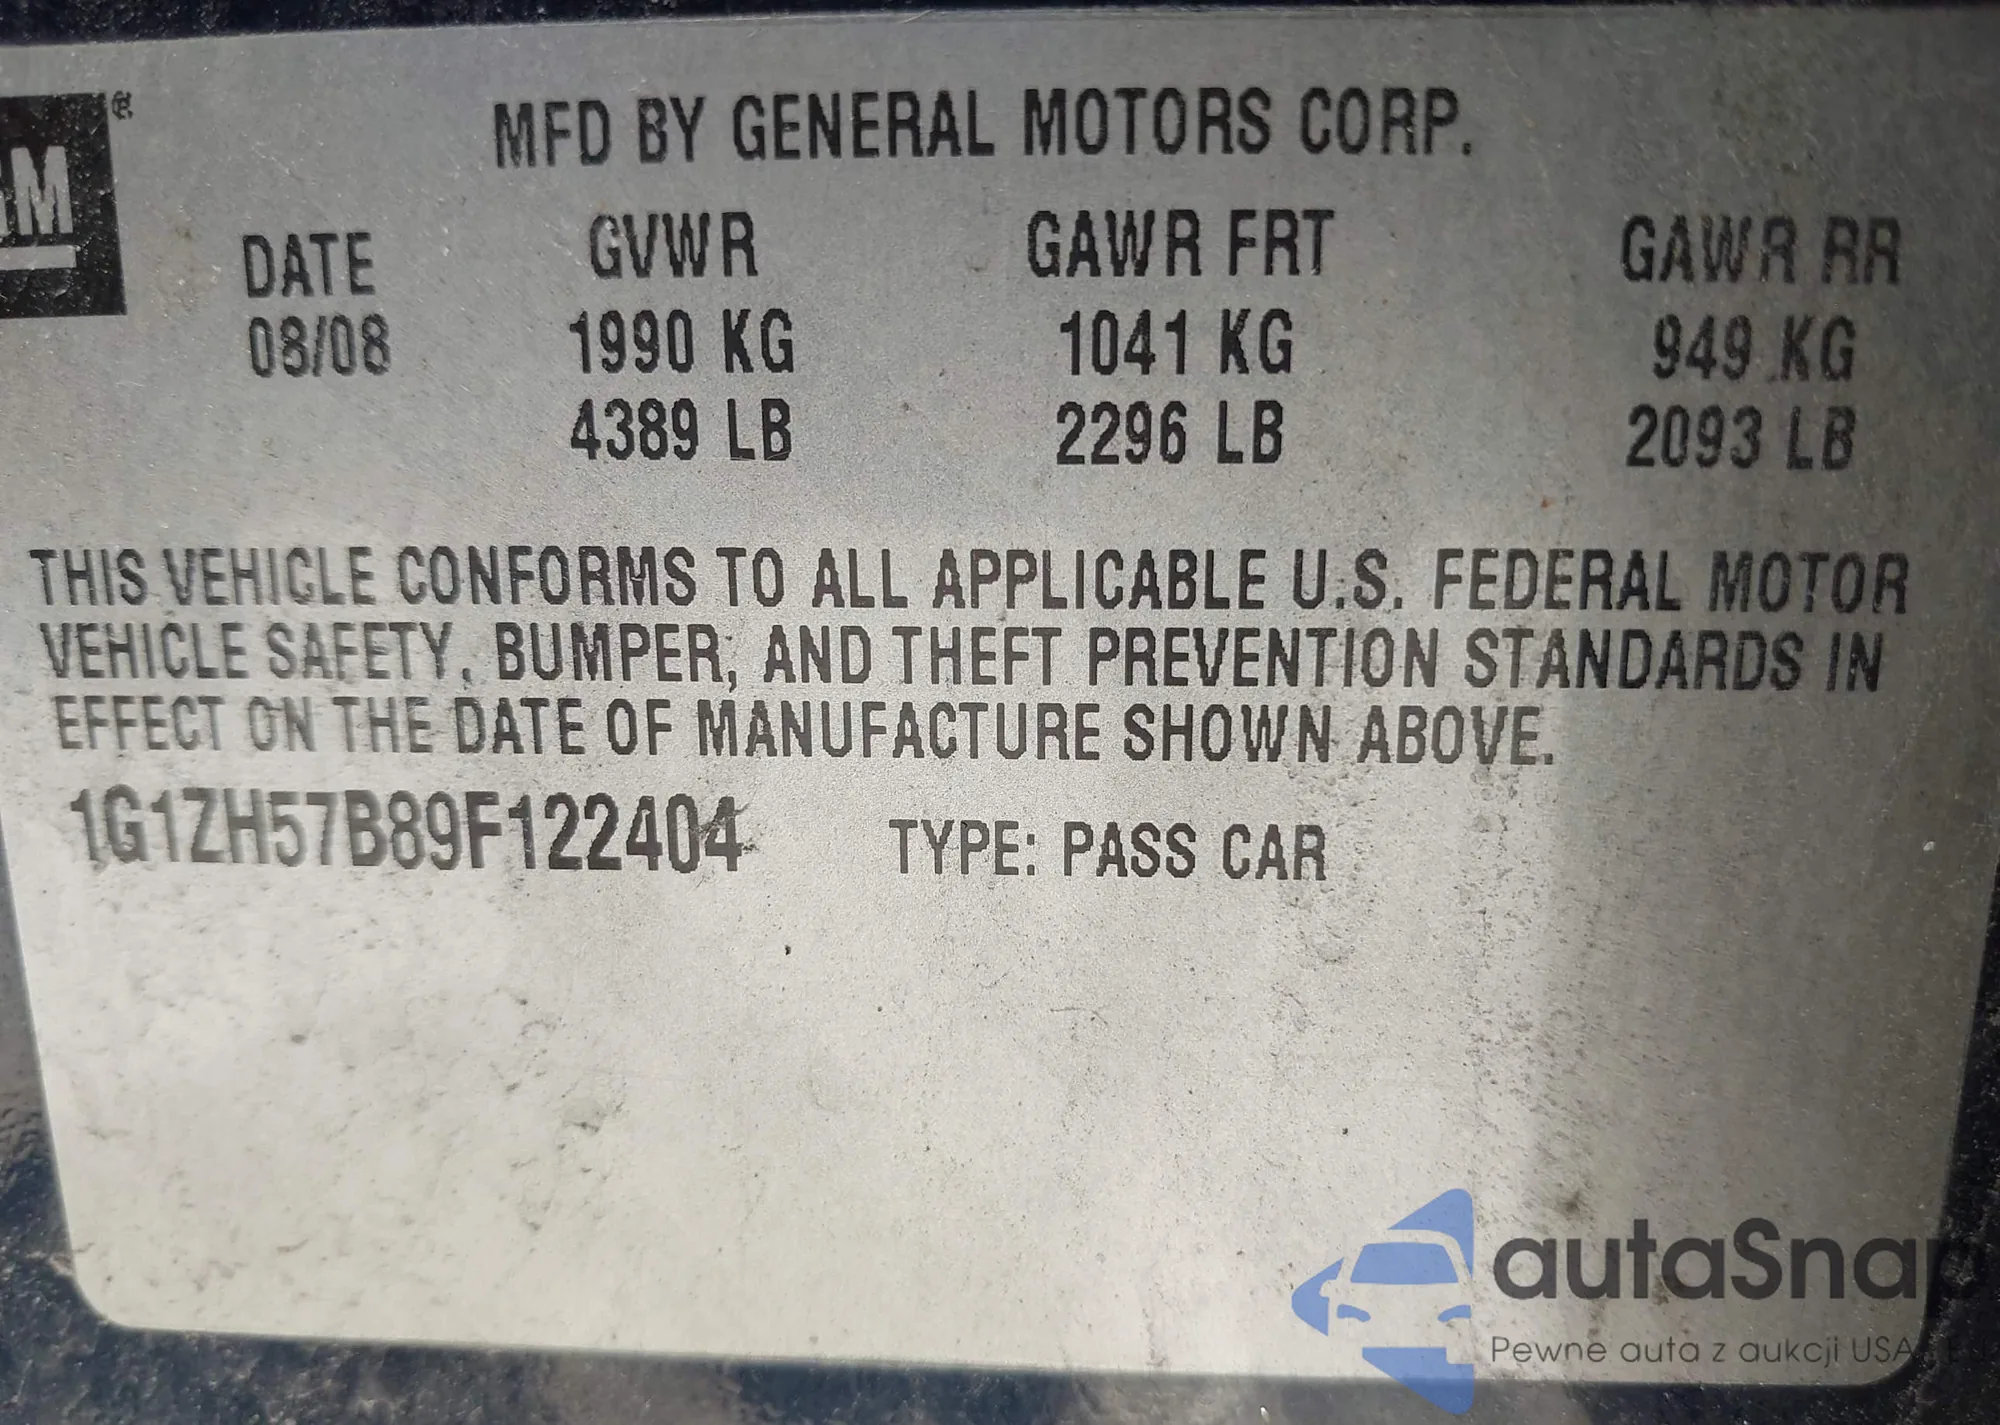 GM®
MFD BY GENERAL MOTORS CORP.
DATE GVWR GAWR FRT GAWR RR
08/08 1990 KG 1041 KG 949 KG
4389 LB 2296 LB 2093 LB
THIS VEHICLE CONFORMS TO ALL APPLICABLE U.S. FEDERAL MOTOR
VEHICLE SAFETY, BUMPER, AND THEFT PREVENTION STANDARDS IN
EFFECT ON THE DATE OF MANUFACTURE SHOWN ABOVE.
1G1ZH57B89F122404 TYPE: PASS CAR
autaSnap
Pewne auta z aukcji USA